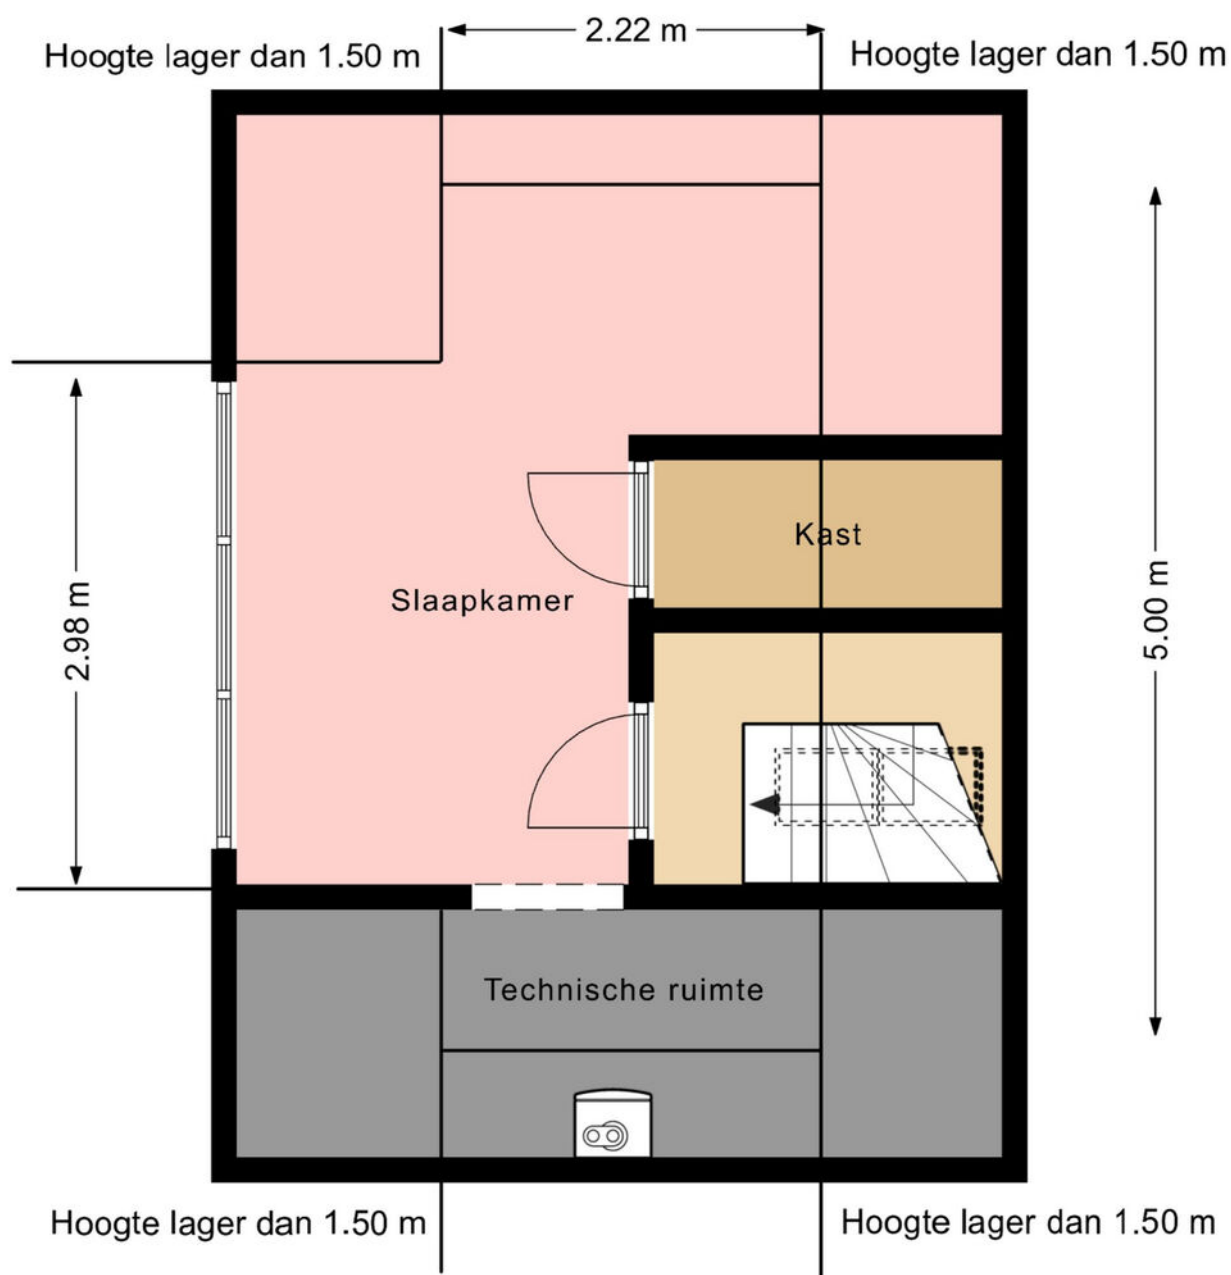 2.22 m
Hoogte lager dan 1.50 m
Hoogte lager dan 1.50 m
Kast
Slaapkamer
2.98 m
5.00 m
Technische ruimte
Hoogte lager dan 1.50 m
Hoogte lager dan 1.50 m